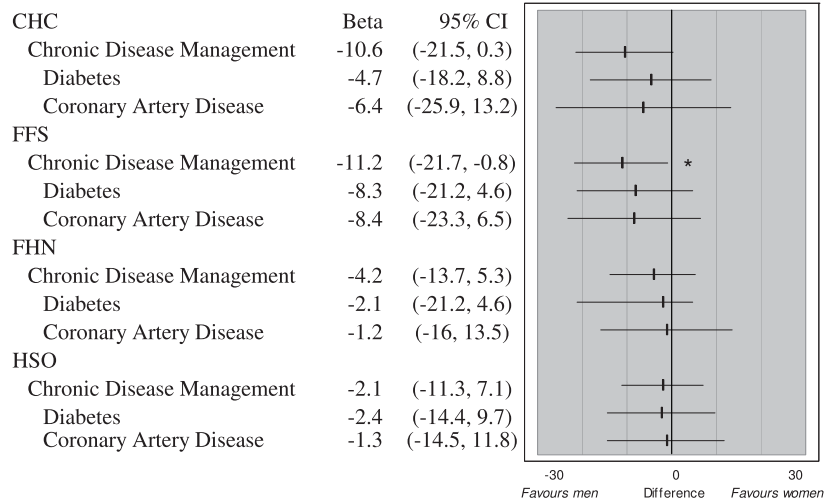 CHC Beta 95% CI
Chronic Disease Management -10.6 (-21.5, 0.3)
Diabetes -4.7 (-18.2, 8.8)
Coronary Artery Disease -6.4 (-25.9, 13.2)
FFS
Chronic Disease Management -11.2 (-21.7, -0.8) *
Diabetes -8.3 (-21.2, 4.6)
Coronary Artery Disease -8.4 (-23.3, 6.5)
FHN
Chronic Disease Management -4.2 (-13.7, 5.3)
Diabetes -2.1 (-21.2, 4.6)
Coronary Artery Disease -1.2 (-16, 13.5)
HSO
Chronic Disease Management -2.1 (-11.3, 7.1)
Diabetes -2.4 (-14.4, 9.7)
Coronary Artery Disease -1.3 (-14.5, 11.8)
-30 0 30
Favours men Difference Favours women